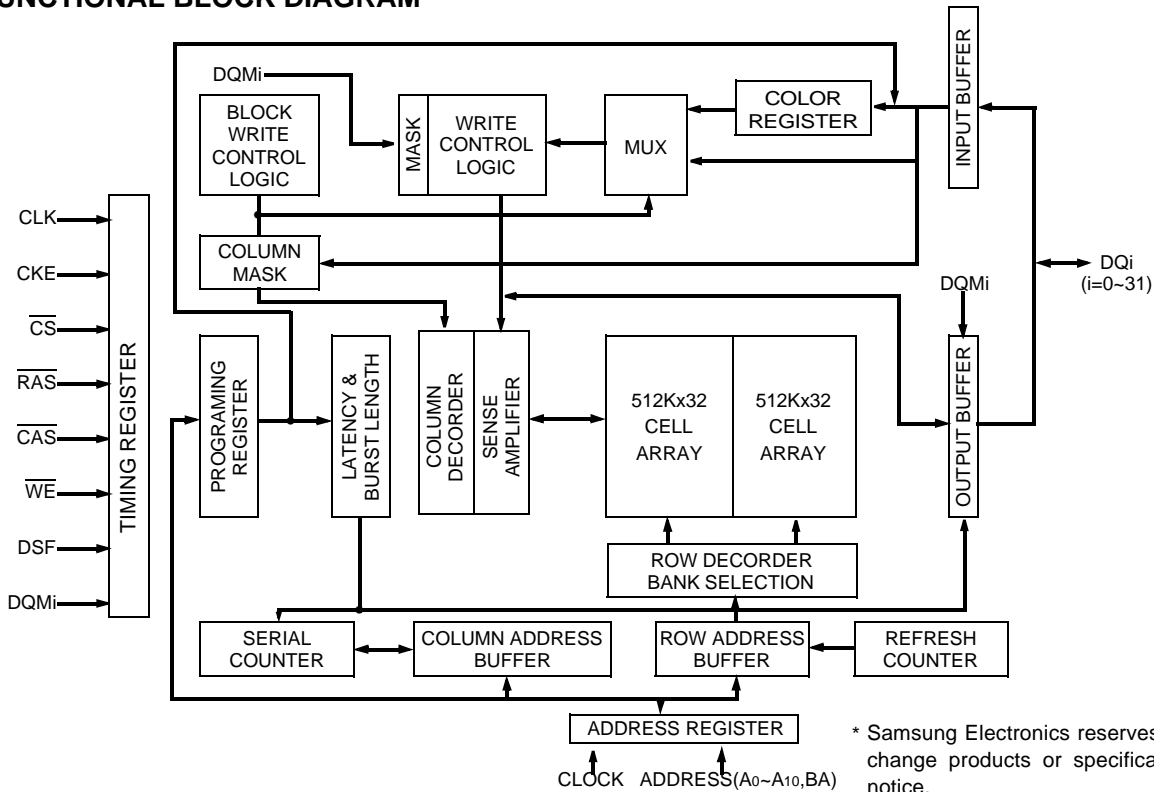 UNCTIONAL BLOCK DIAGRAM
DQMi
BLOCK
WRITE
CONTROL
LOGIC
MASK
WRITE
CONTROL
LOGIC
MUX
COLOR
REGISTER
INPUT BUFFER
CLK
CKE
CS
RAS
CAS
WE
DSF
DQMi
TIMING REGISTER
COLUMN
MASK
DQMi
DQi
(i=0~31)
PROGRAMING
REGISTER
LATENCY &
BURST LENGTH
COLUMN
DECORDER
SENSE
AMPLIFIER
512Kx32
CELL
ARRAY
512Kx32
CELL
ARRAY
OUTPUT BUFFER
ROW DECORDER
BANK SELECTION
SERIAL
COUNTER
COLUMN ADDRESS
BUFFER
ROW ADDRESS
BUFFER
REFRESH
COUNTER
ADDRESS REGISTER
CLOCK
ADDRESS(A0~A10,BA)
* Samsung Electronics reserves
change products or specifica
notice.